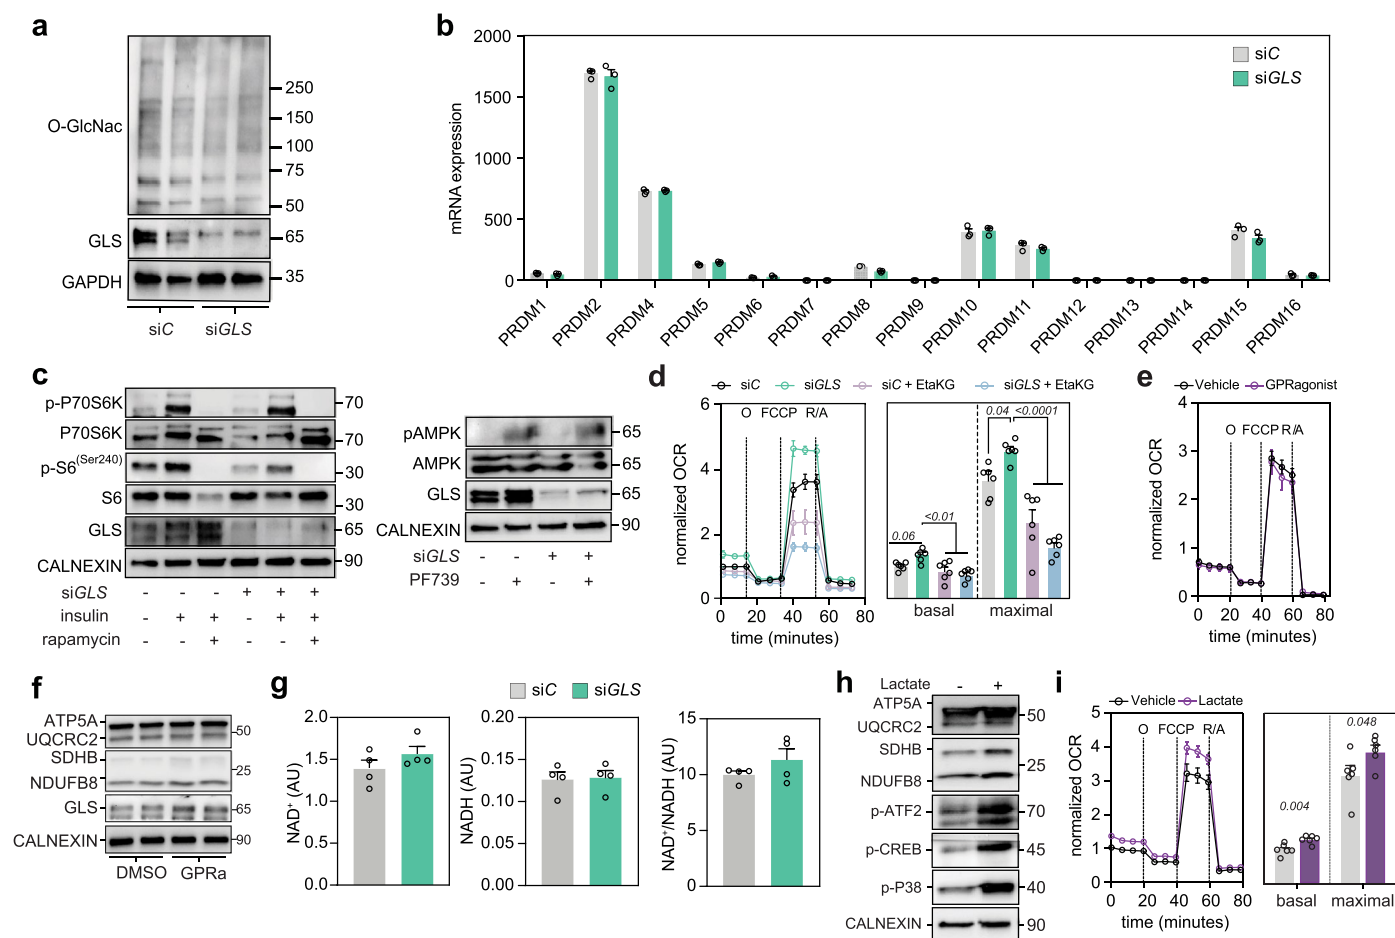 a
O-GlcNac
250
150
100
75
50
GLS
65
GAPDH
35
siC siGLS
b
mRNA expression
2000
1500
1000
500
0
siC
siGLS
PRDM1 PRDM2 PRDM4 PRDM5 PRDM6 PRDM7 PRDM8 PRDM9 PRDM10 PRDM11 PRDM12 PRDM13 PRDM14 PRDM15 PRDM16
c
p-P70S6K 70
P70S6K 70
p-S6(Ser240) 30
S6 30
GLS 65
CALNEXIN 90
siGLS - - - + + +
insulin - + + - + +
rapamycin - - + - - +
pAMPK 65
AMPK 65
GLS 65
CALNEXIN 90
siGLS - - + +
PF739 - + - +
d
siC siGLS siC + EtaKG siGLS + EtaKG
normalized OCR
6
4
2
0
O FCCP R/A
0 20 40 60 80
time (minutes)
0.04 <0.0001
0.06 <0.01
basal maximal
e
Vehicle GPRagonist
normalized OCR
4
3
2
1
0
O FCCP R/A
0 20 40 60 80
time (minutes)
f
ATP5A
UQCRC2 50
SDHB
NDUFB8 25
GLS 65
CALNEXIN 90
DMSO GPRa
g
siC siGLS
NAD+ (AU)
2.0
1.5
1.0
0.5
0.0
NADH (AU)
0.20
0.15
0.10
0.05
0.00
NAD+/NADH (AU)
15
10
5
0
h
Lactate - +
ATP5A
UQCRC2 50
SDHB
25
NDUFB8
p-ATF2 70
p-CREB 45
p-P38 40
CALNEXIN 90
i
Vehicle Lactate
normalized OCR
5
4
3
2
1
0
O FCCP R/A
0 20 40 60 80
time (minutes)
0.004
0.048
basal maximal